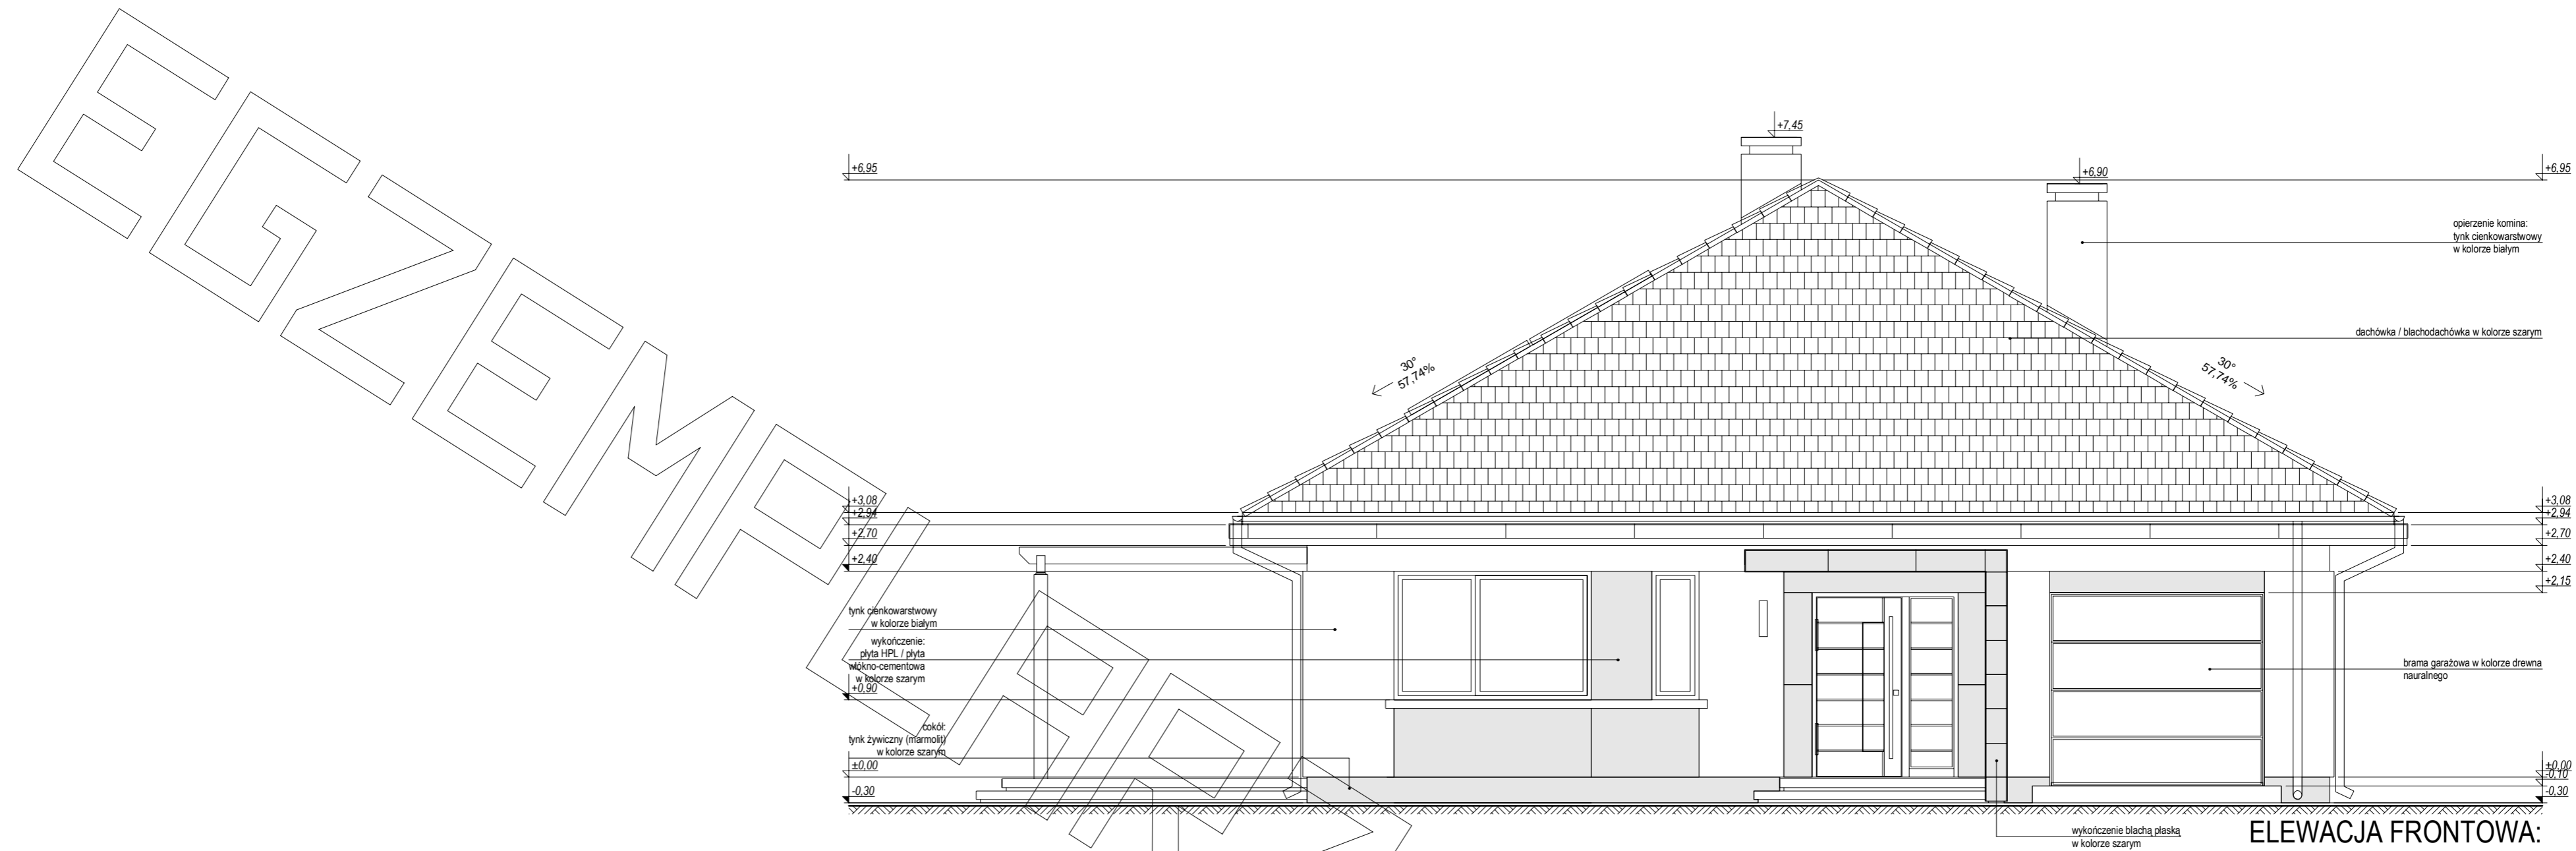 EGZEMPLARZ
+7,45
+6,95
+6,90
+6,95
opierzenie komina:
tynk cienkowarstwowy
w kolorze białym
dachówka / blachodachówka w kolorze szarym
30°
57,74%
30°
57,74%
+3,08
+2,94
+2,70
+2,40
+3,08
+2,94
+2,70
+2,40
+2,15
tynk cienkowarstwowy
w kolorze białym
wykończenie:
płyta HPL / płyta
włókno-cementowa
w kolorze szarym
+0,90
brama garażowa w kolorze drewna
nauralnego
cokół:
tynk żywiczny (marmolit)
w kolorze szarym
±0,00
-0,30
±0,00
-0,10
-0,30
wykończenie blachą płaską
w kolorze szarym
ELEWACJA FRONTOWA: